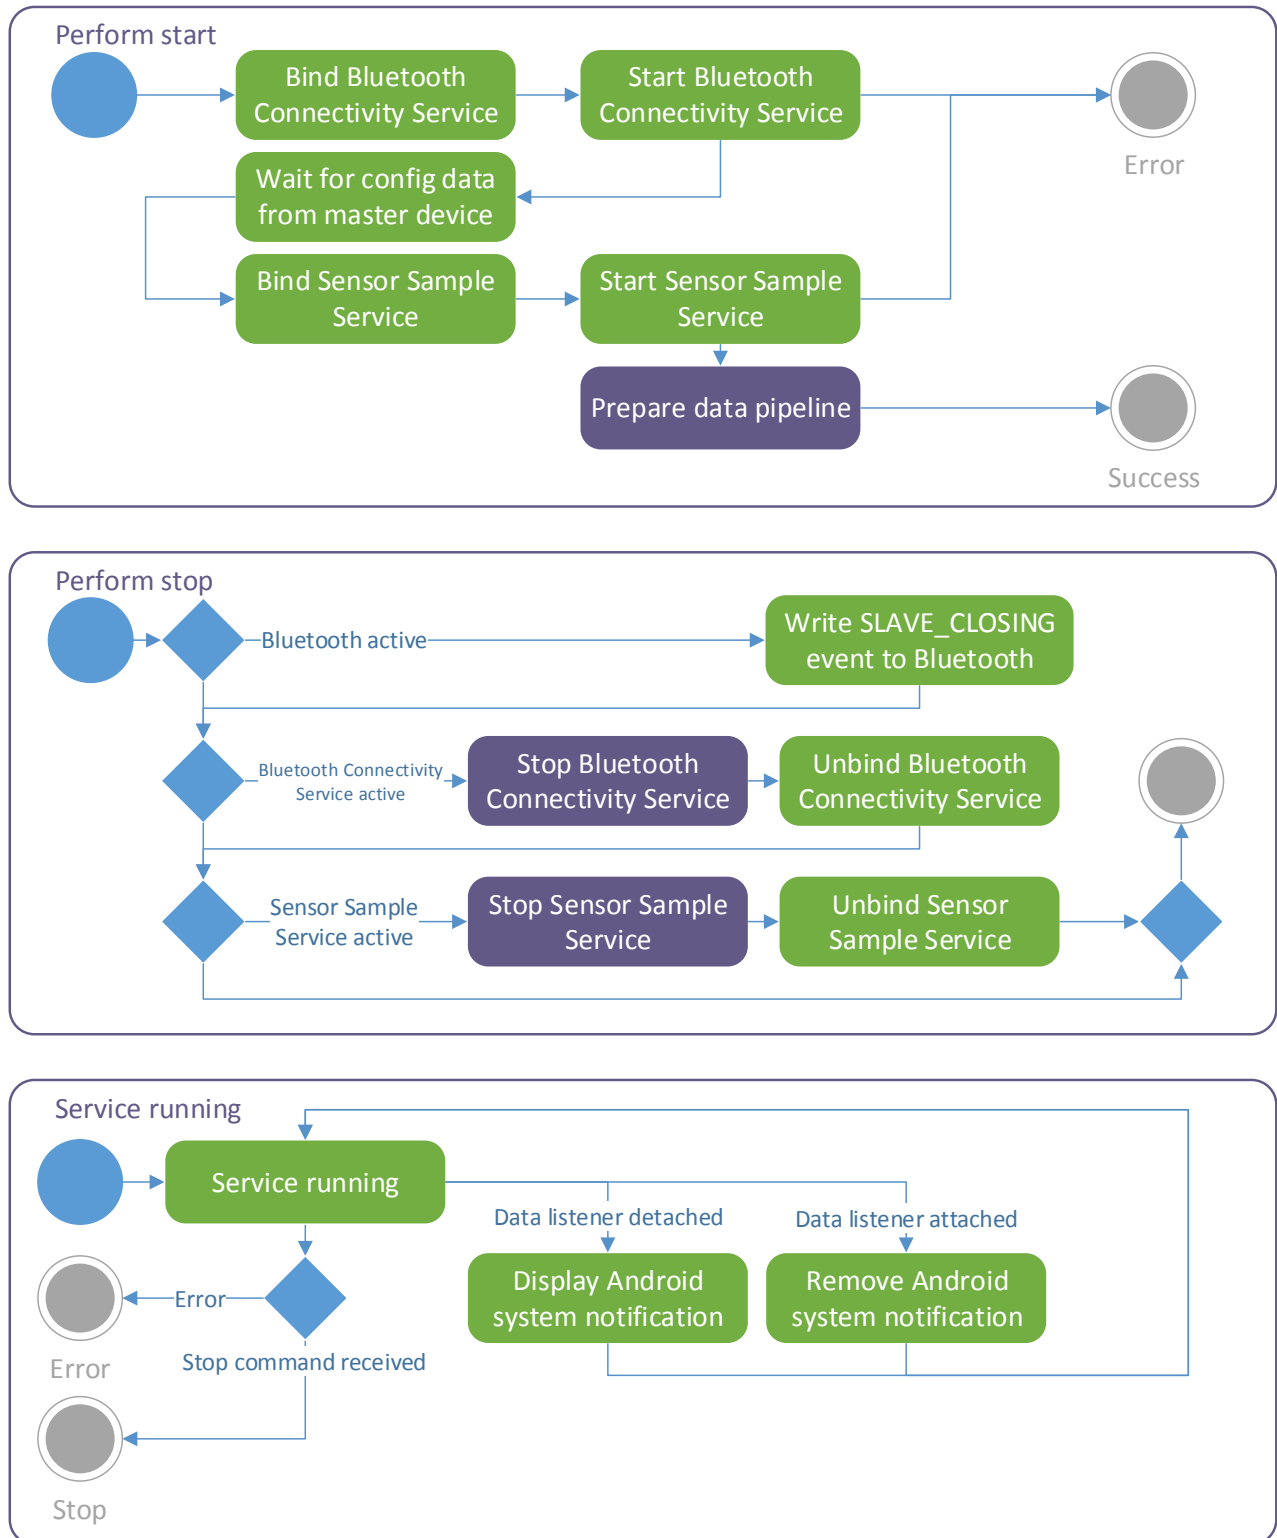 Perform start
Bind Bluetooth
Connectivity Service
Start Bluetooth
Connectivity Service
Error
Wait for config data
from master device
Bind Sensor Sample
Service
Start Sensor Sample
Service
Prepare data pipeline
Success
Perform stop
Bluetooth active
Write SLAVE_CLOSING
event to Bluetooth
Bluetooth Connectivity
Service active
Stop Bluetooth
Connectivity Service
Unbind Bluetooth
Connectivity Service
Sensor Sample
Service active
Stop Sensor Sample
Service
Unbind Sensor
Sample Service
Service running
Service running
Data listener detached
Data listener attached
Display Android
system notification
Remove Android
system notification
Error
Error
Stop command received
Stop